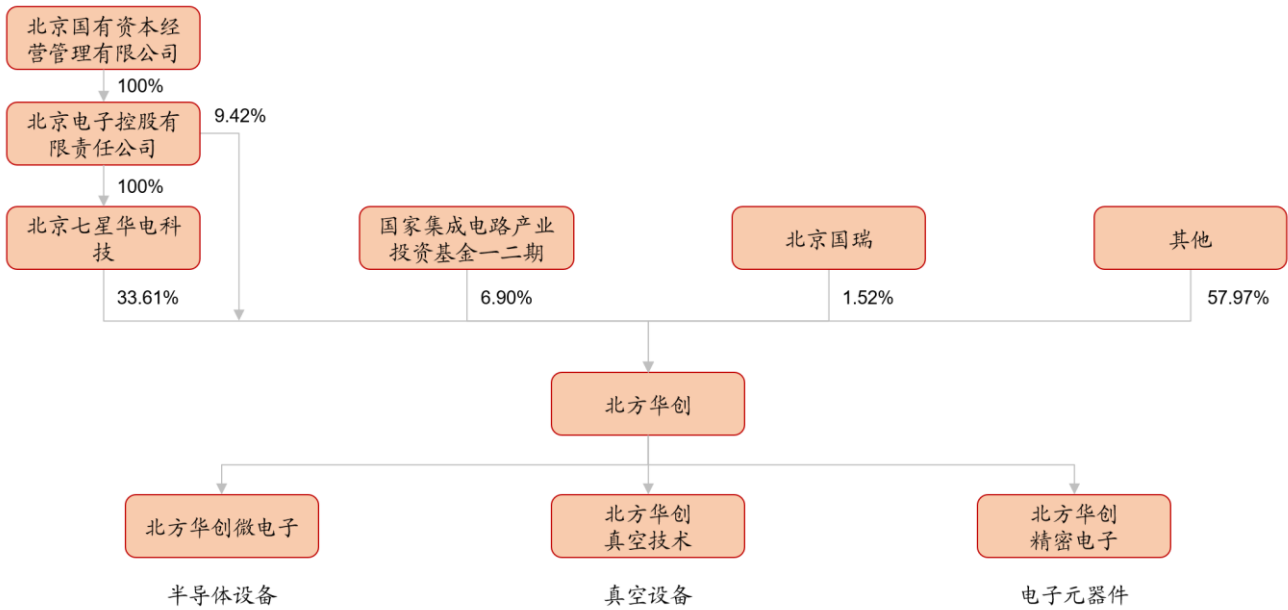 北京国有资本经
营管理有限公司
100%
北京电子控股有
限责任公司
9.42%
100%
北京七星华电科
技
国家集成电路产业
投资基金一二期
北京国瑞
其他
33.61%
6.90%
1.52%
57.97%
北方华创
北方华创微电子
北方华创
真空技术
北方华创
精密电子
半导体设备
真空设备
电子元器件